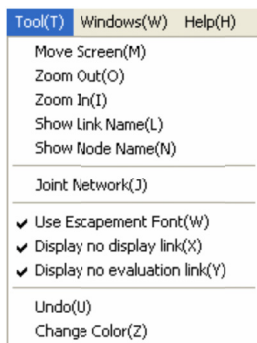 Tool(T) Windows(W) Help(H)
Move Screen(M)
Zoom Out(O)
Zoom In(I)
Show Link Name(L)
Show Node Name(N)
Joint Network(J)
Use Escapement Font(W)
Display no display link(X)
Display no evaluation link(Y)
Undo(U)
Change Color(Z)